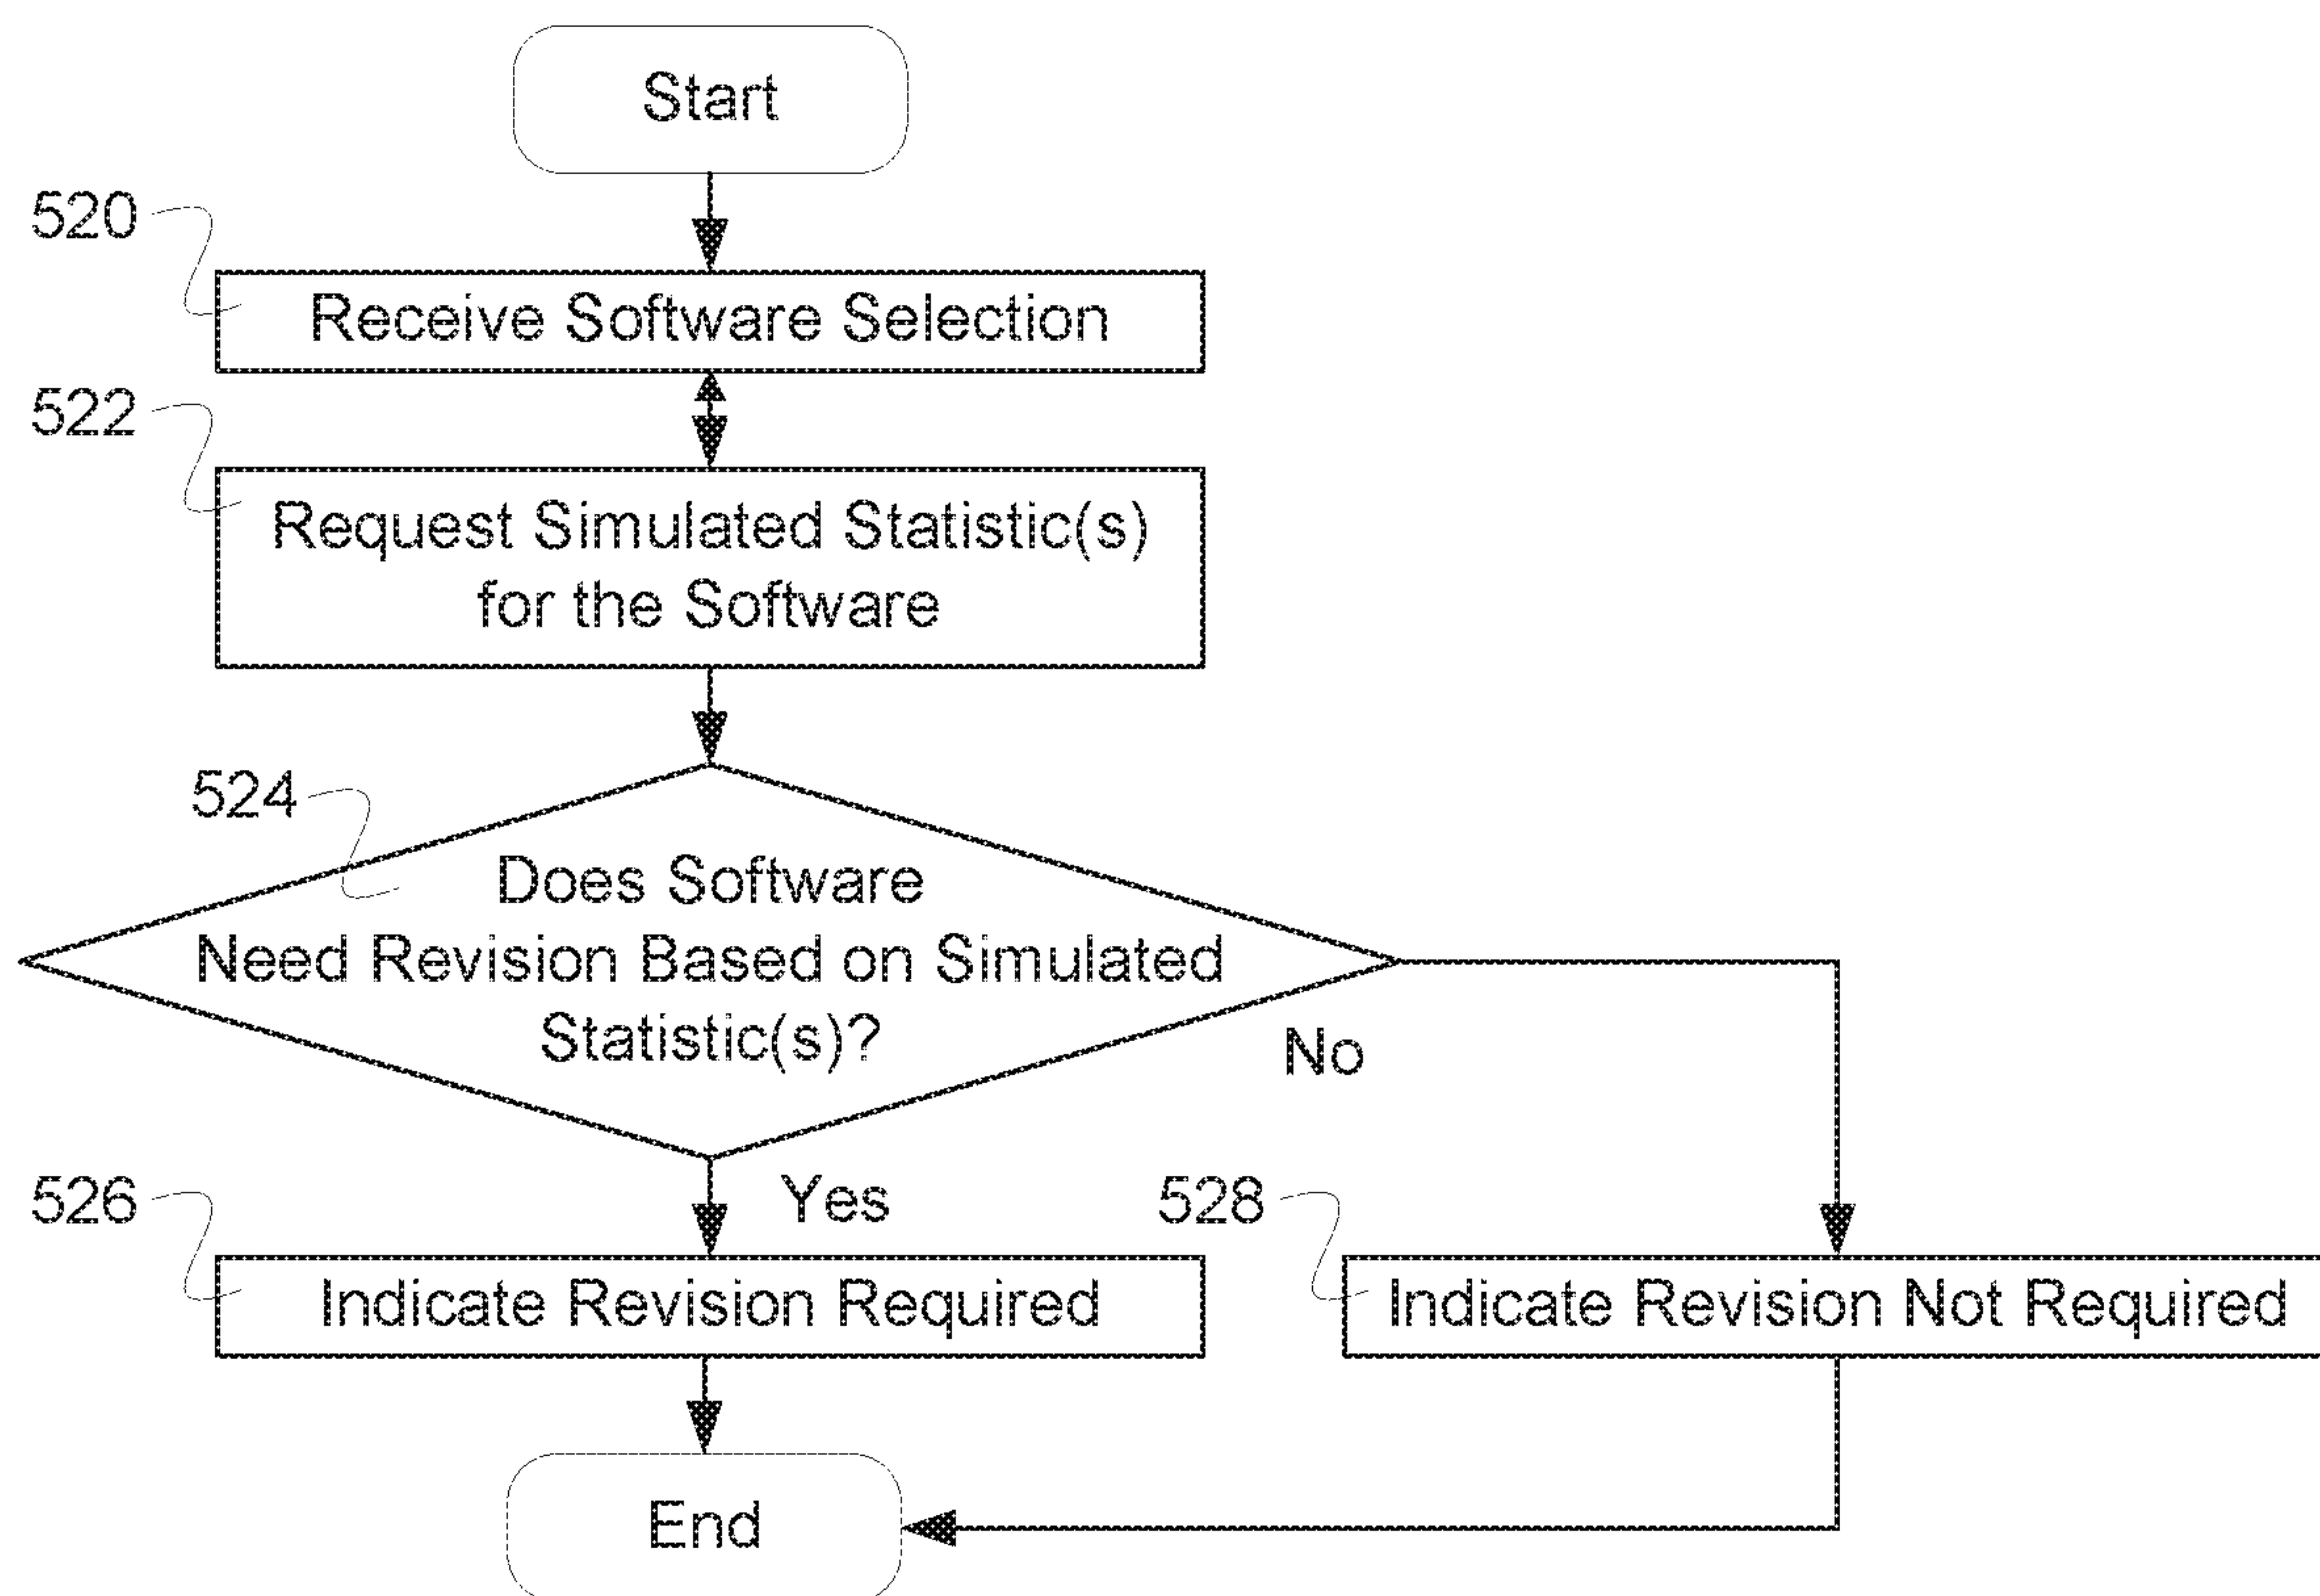 Start
520
Receive Software Selection
522
Request Simulated Statistic(s)
for the Software
524
Does Software
Need Revision Based on Simulated
Statistic(s)?
No
Yes
526
Indicate Revision Required
528
Indicate Revision Not Required
End